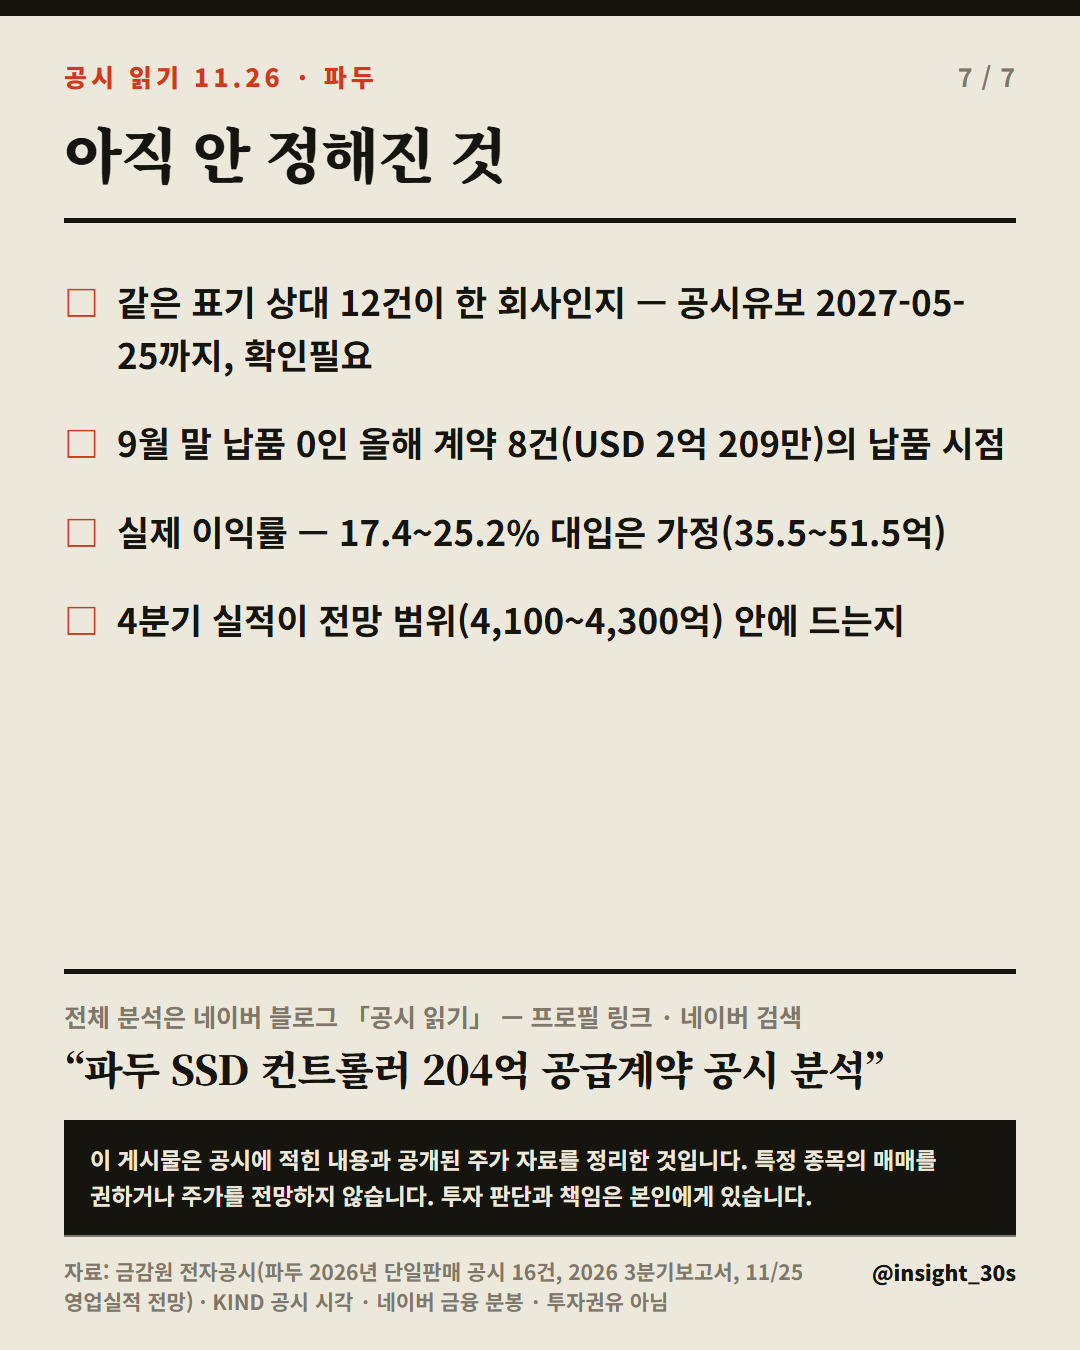 공시 읽기 11.26 · 파두
7 / 7
아직 안 정해진 것
□ 같은 표기 상대 12건이 한 회사인지 — 공시유보 2027-05-
25까지, 확인필요
□ 9월 말 납품 0인 올해 계약 8건(USD 2억 209만)의 납품 시점
□ 실제 이익률 — 17.4~25.2% 대입은 가정(35.5~51.5억)
□ 4분기 실적이 전망 범위(4,100~4,300억) 안에 드는지
전체 분석은 네이버 블로그 「공시 읽기」 — 프로필 링크 · 네이버 검색
“파두 SSD 컨트롤러 204억 공급계약 공시 분석”
이 게시물은 공시에 적힌 내용과 공개된 주가 자료를 정리한 것입니다. 특정 종목의 매매를
권하거나 주가를 전망하지 않습니다. 투자 판단과 책임은 본인에게 있습니다.
자료: 금감원 전자공시(파두 2026년 단일판매 공시 16건, 2026 3분기보고서, 11/25
영업실적 전망) · KIND 공시 시각 · 네이버 금융 분봉 · 투자권유 아님
@insight_30s